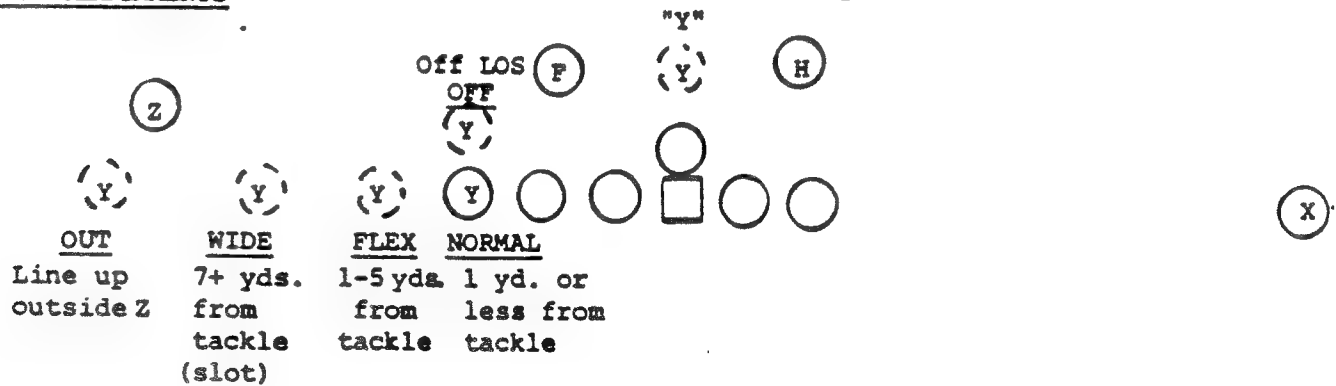 "Y"
Off LOS F Y H
OFF
Z Y
Y Y Y Y X
OUT WIDE FLEX NORMAL
Line up 7+ yds. 1-5 yds. 1 yd. or
outside Z from from less from
tackle tackle tackle
(slot)